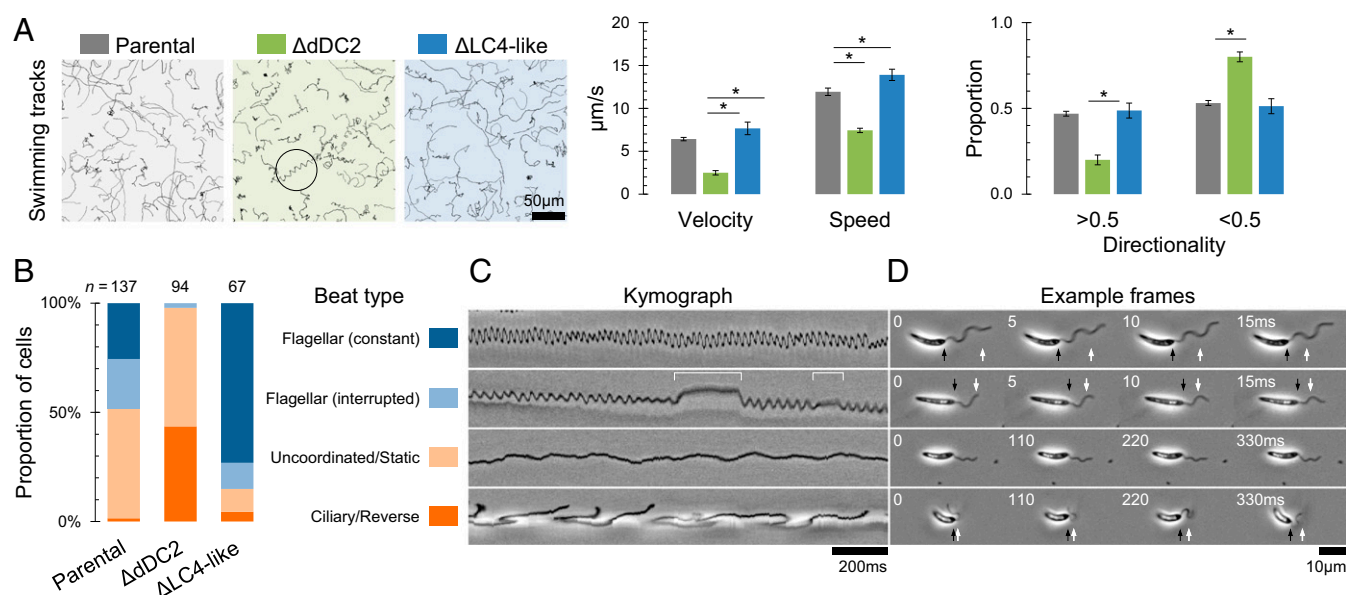 A
Parental
ΔdDC2
ΔLC4-like
Swimming tracks
50μm
μm/s
20
15
10
5
0
*
*
*
*
Velocity
Speed
Proportion
1.0
0.5
0.0
*
*
>0.5
<0.5
Directionality
B
n = 137
94
67
Proportion of cells
100%
50%
0%
Parental
ΔdDC2
ΔLC4-like
Beat type
Flagellar (constant)
Flagellar (interrupted)
Uncoordinated/Static
Ciliary/Reverse
C
Kymograph
200ms
D
Example frames
0 5 10 15ms
0 5 10 15ms
0 110 220 330ms
0 110 220 330ms
10μm